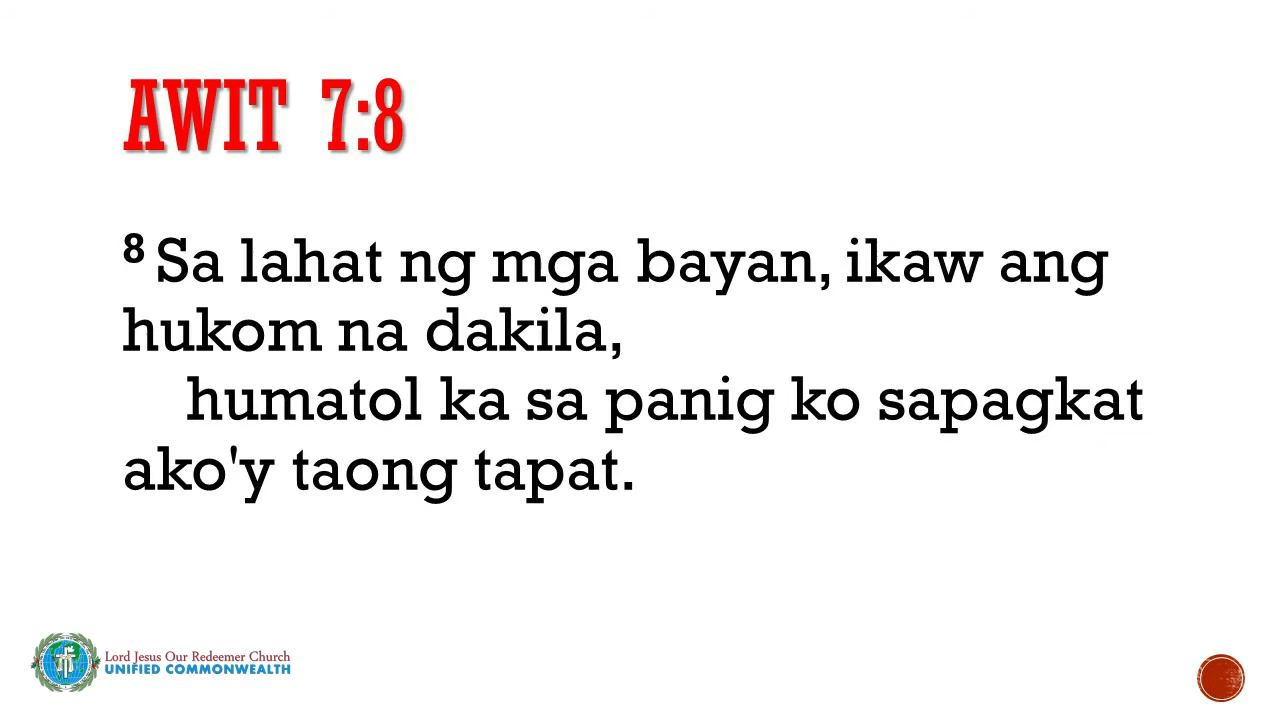 AWIT 7:8
8 Sa lahat ng mga bayan, ikaw ang
hukom na dakila,
humatol ka sa panig ko sapagkat
ako'y taong tapat.
Lord Jesus Our Redeemer Church
UNIFIED COMMONWEALTH